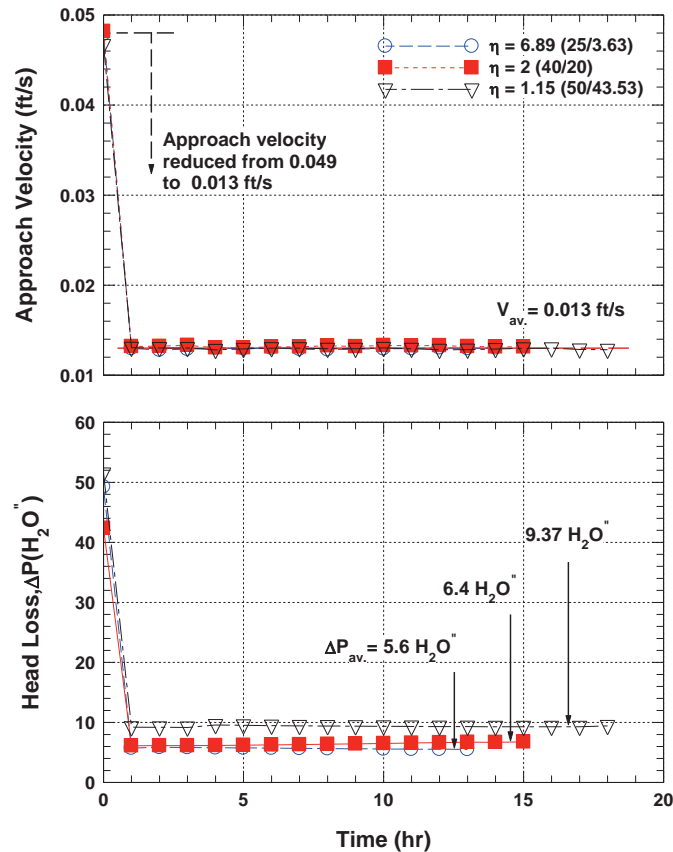 0.05
0.04
0.03
0.02
0.01
Approach Velocity (ft/s)
η = 6.89 (25/3.63)
η = 2 (40/20)
η = 1.15 (50/43.53)
Approach velocity
reduced from 0.049
to 0.013 ft/s
V_av. = 0.013 ft/s
60
50
40
30
20
10
0
Head Loss,ΔP(H₂O")
9.37 H₂O"
6.4 H₂O"
ΔP_av. = 5.6 H₂O"
0 5 10 15 20
Time (hr)